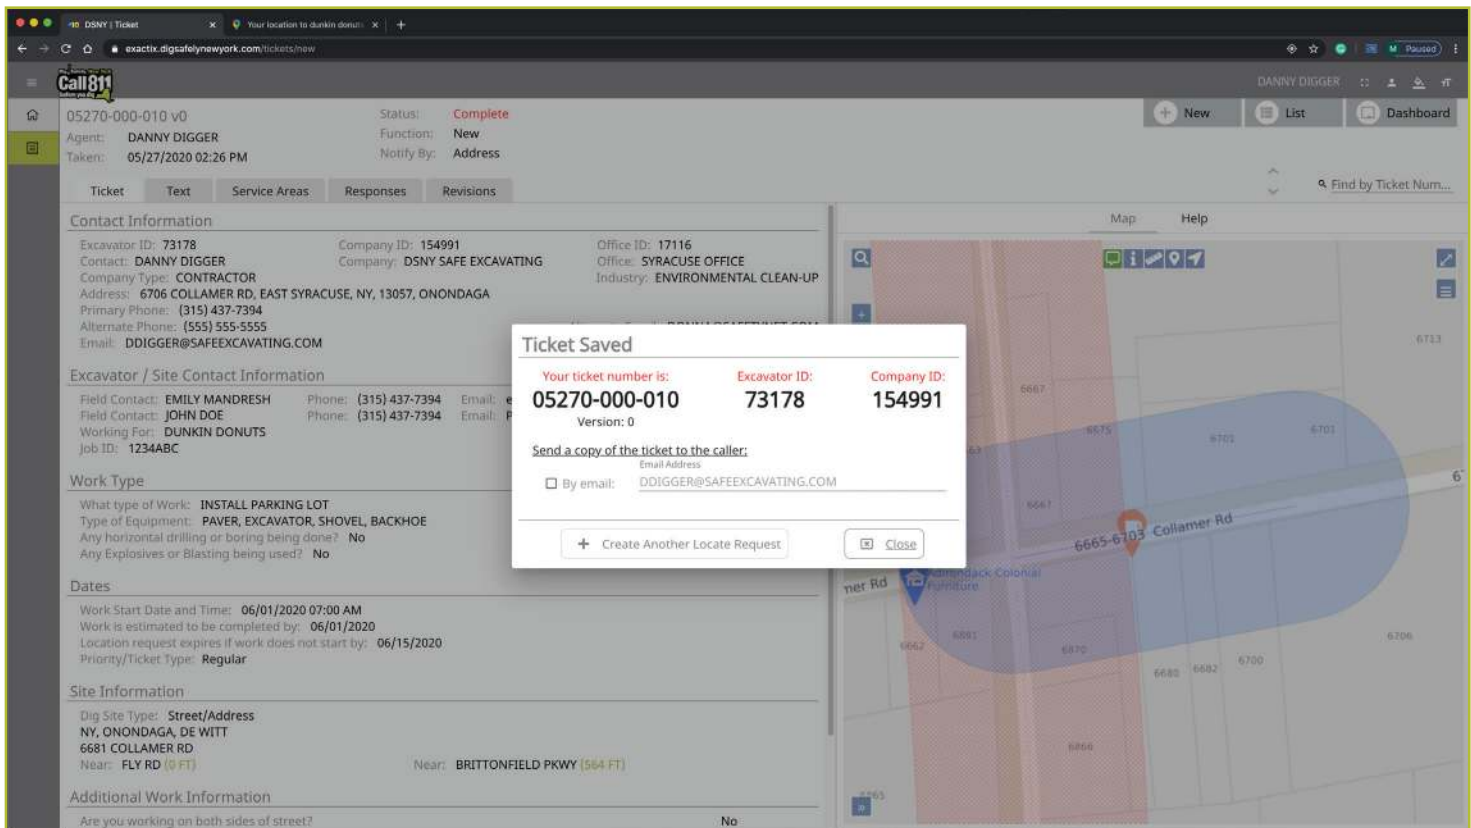 DSNY | Ticket
Your location to dunkin donuts
exactix.digsafelynewyork.com/tickets/new
Paused
Call811
before you dig
DANNY DIGGER
05270-000-010 v0
Status: Complete
New
List
Dashboard
Agent: DANNY DIGGER
Function: New
Taken: 05/27/2020 02:26 PM
Notify By: Address
Ticket
Text
Service Areas
Responses
Revisions
Find by Ticket Num...
Contact Information
Map
Help
Excavator ID: 73178 Company ID: 154991 Office ID: 17116
Contact: DANNY DIGGER Company: DSNY SAFE EXCAVATING Office: SYRACUSE OFFICE
Company Type: CONTRACTOR Industry: ENVIRONMENTAL CLEAN-UP
Address: 6706 COLLAMER RD, EAST SYRACUSE, NY, 13057, ONONDAGA
Primary Phone: (315) 437-7394
Alternate Phone: (555) 555-5555
Email: DDIGGER@SAFEEXCAVATING.COM
Excavator / Site Contact Information
Field Contact: EMILY MANDRESH Phone: (315) 437-7394 Email: e
Field Contact: JOHN DOE Phone: (315) 437-7394 Email: P
Working For: DUNKIN DONUTS
Job ID: 1234ABC
Work Type
What type of Work: INSTALL PARKING LOT
Type of Equipment: PAVER, EXCAVATOR, SHOVEL, BACKHOE
Any horizontal drilling or boring being done? No
Any Explosives or Blasting being used? No
Dates
Work Start Date and Time: 06/01/2020 07:00 AM
Work is estimated to be completed by: 06/01/2020
Location request expires if work does not start by: 06/15/2020
Priority/Ticket Type: Regular
Site Information
Dig Site Type: Street/Address
NY, ONONDAGA, DE WITT
6681 COLLAMER RD
Near: FLY RD (0 FT) Near: BRITTONFIELD PKWY (564 FT)
Additional Work Information
Are you working on both sides of street? No
Ticket Saved
Your ticket number is: Excavator ID: Company ID:
05270-000-010 73178 154991
Version: 0
Send a copy of the ticket to the caller:
Email Address
By email: DDIGGER@SAFEEXCAVATING.COM
Create Another Locate Request
Close
6713
6667
6675
6701
6701
6667
6665-6703 Collamer Rd
Adirondack Colonial
Furniture
mer Rd
6662
6691
6670
6680
6682
6700
6706
6866